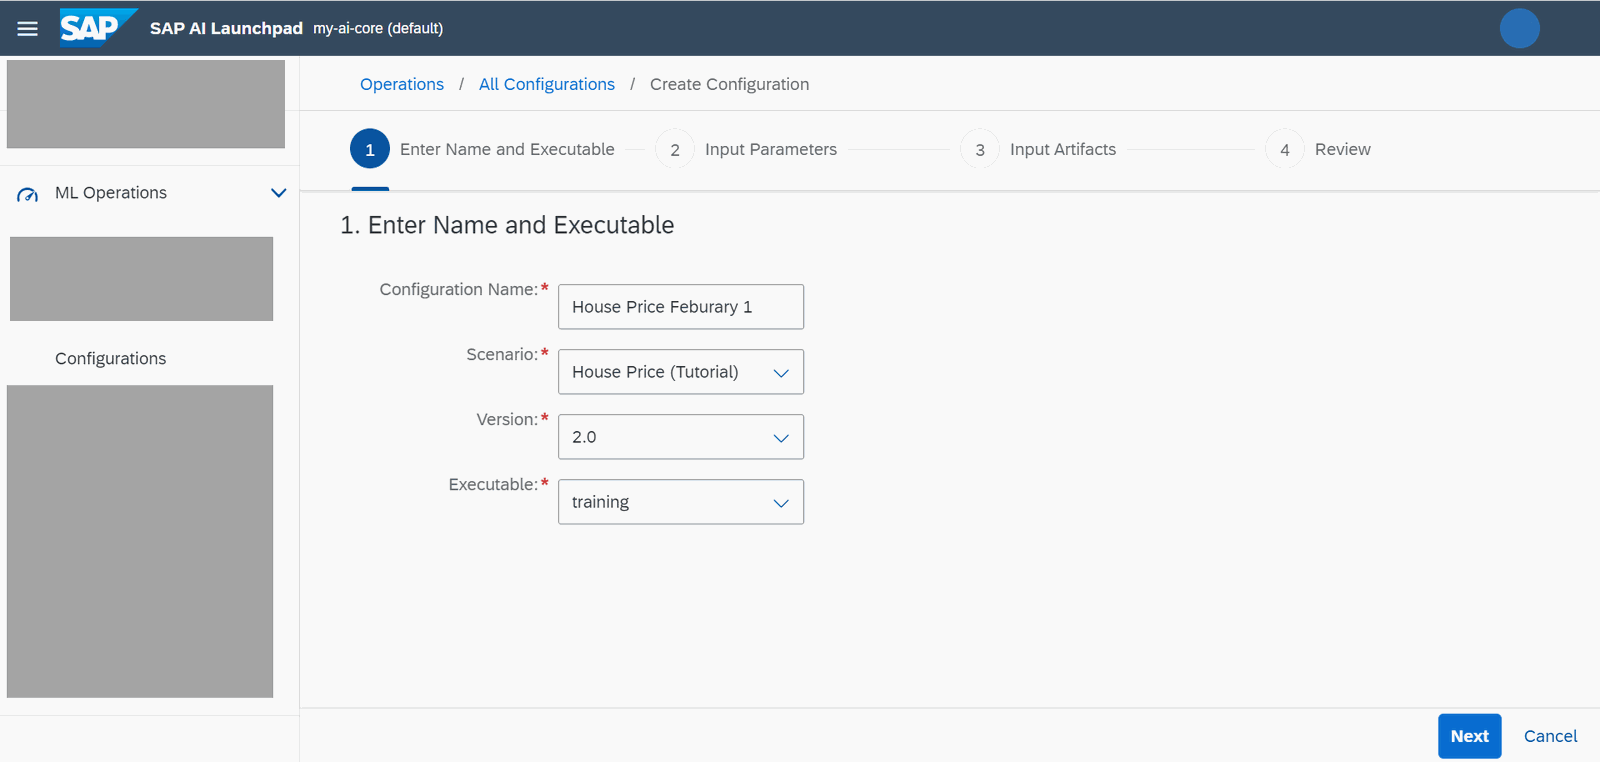 SAP SAP AI Launchpad my-ai-core (default)
Operations / All Configurations / Create Configuration
1 Enter Name and Executable 2 Input Parameters 3 Input Artifacts 4 Review
ML Operations
Configurations
1. Enter Name and Executable
Configuration Name:* House Price Feburary 1
Scenario:* House Price (Tutorial)
Version:* 2.0
Executable:* training
Next Cancel